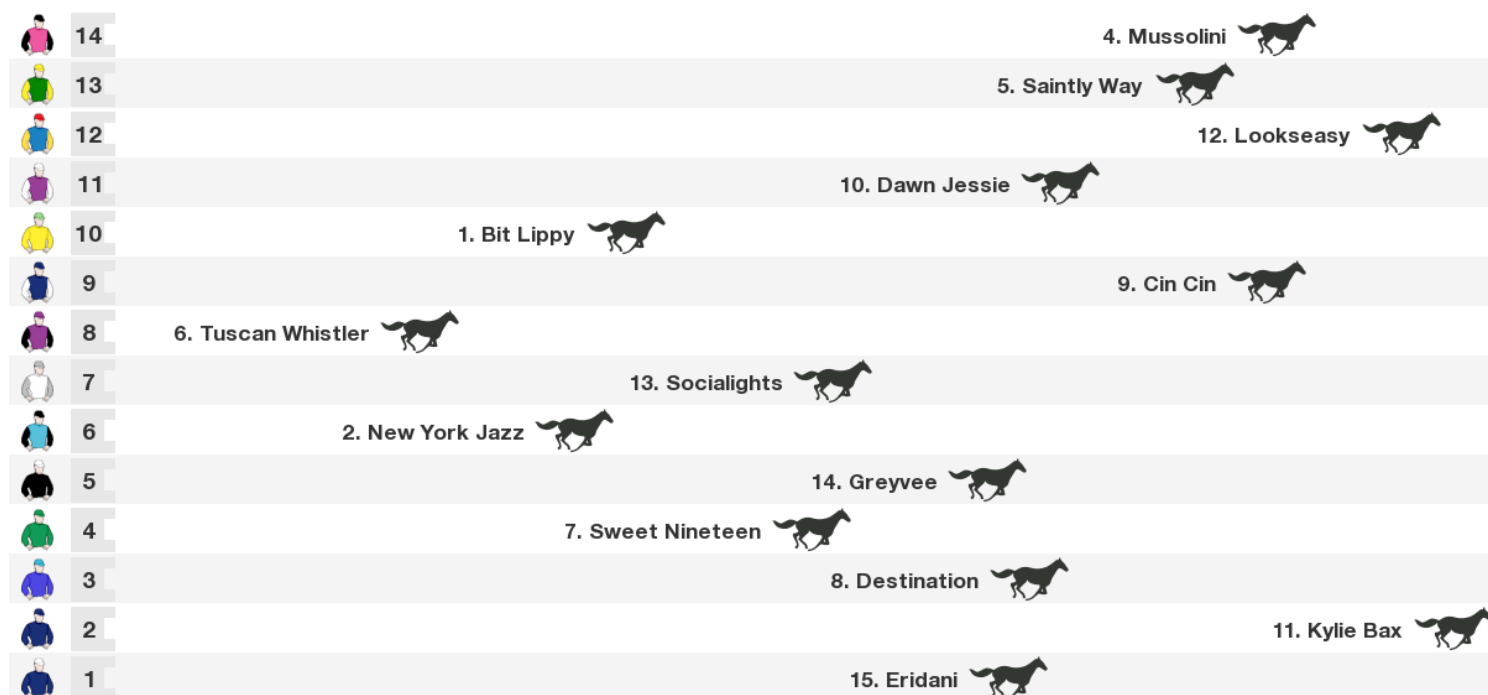 14 4. Mussolini
13 5. Saintly Way
12 12. Lookseasy
11 10. Dawn Jessie
10 1. Bit Lippy
9 9. Cin Cin
8 6. Tuscan Whistler
7 13. Socialights
6 2. New York Jazz
5 14. Greyvee
4 7. Sweet Nineteen
3 8. Destination
2 11. Kylie Bax
1 15. Eridani